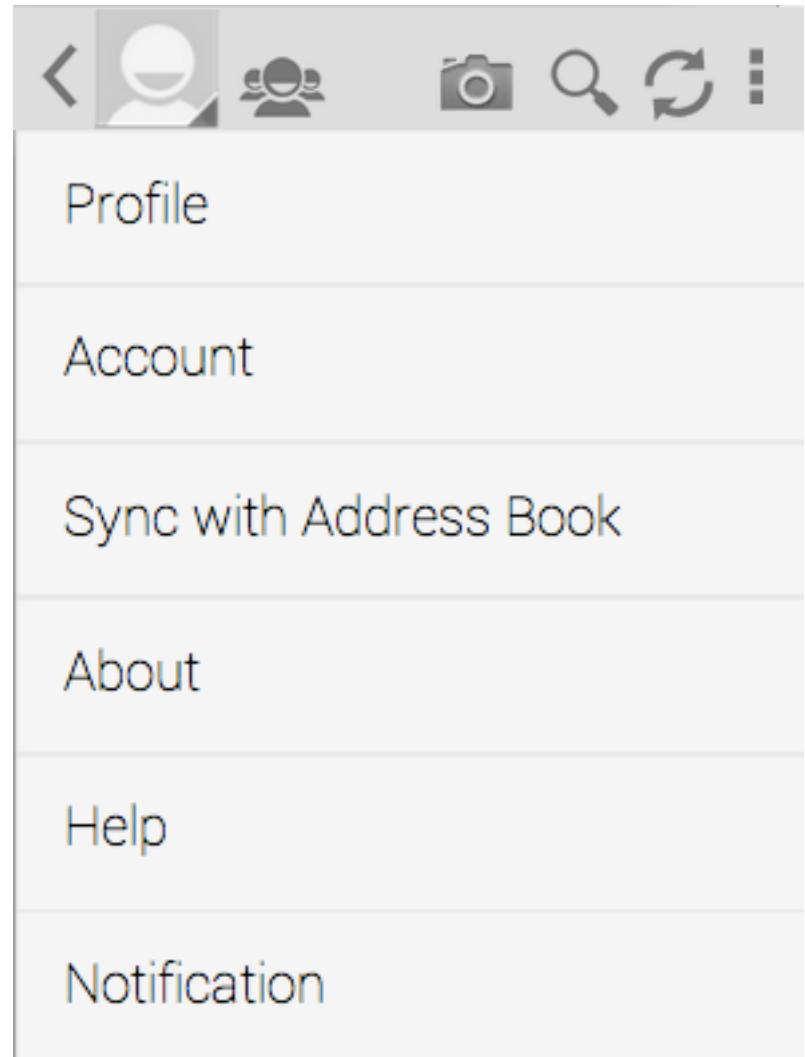 Profile
Account
Sync with Address Book
About
Help
Notification